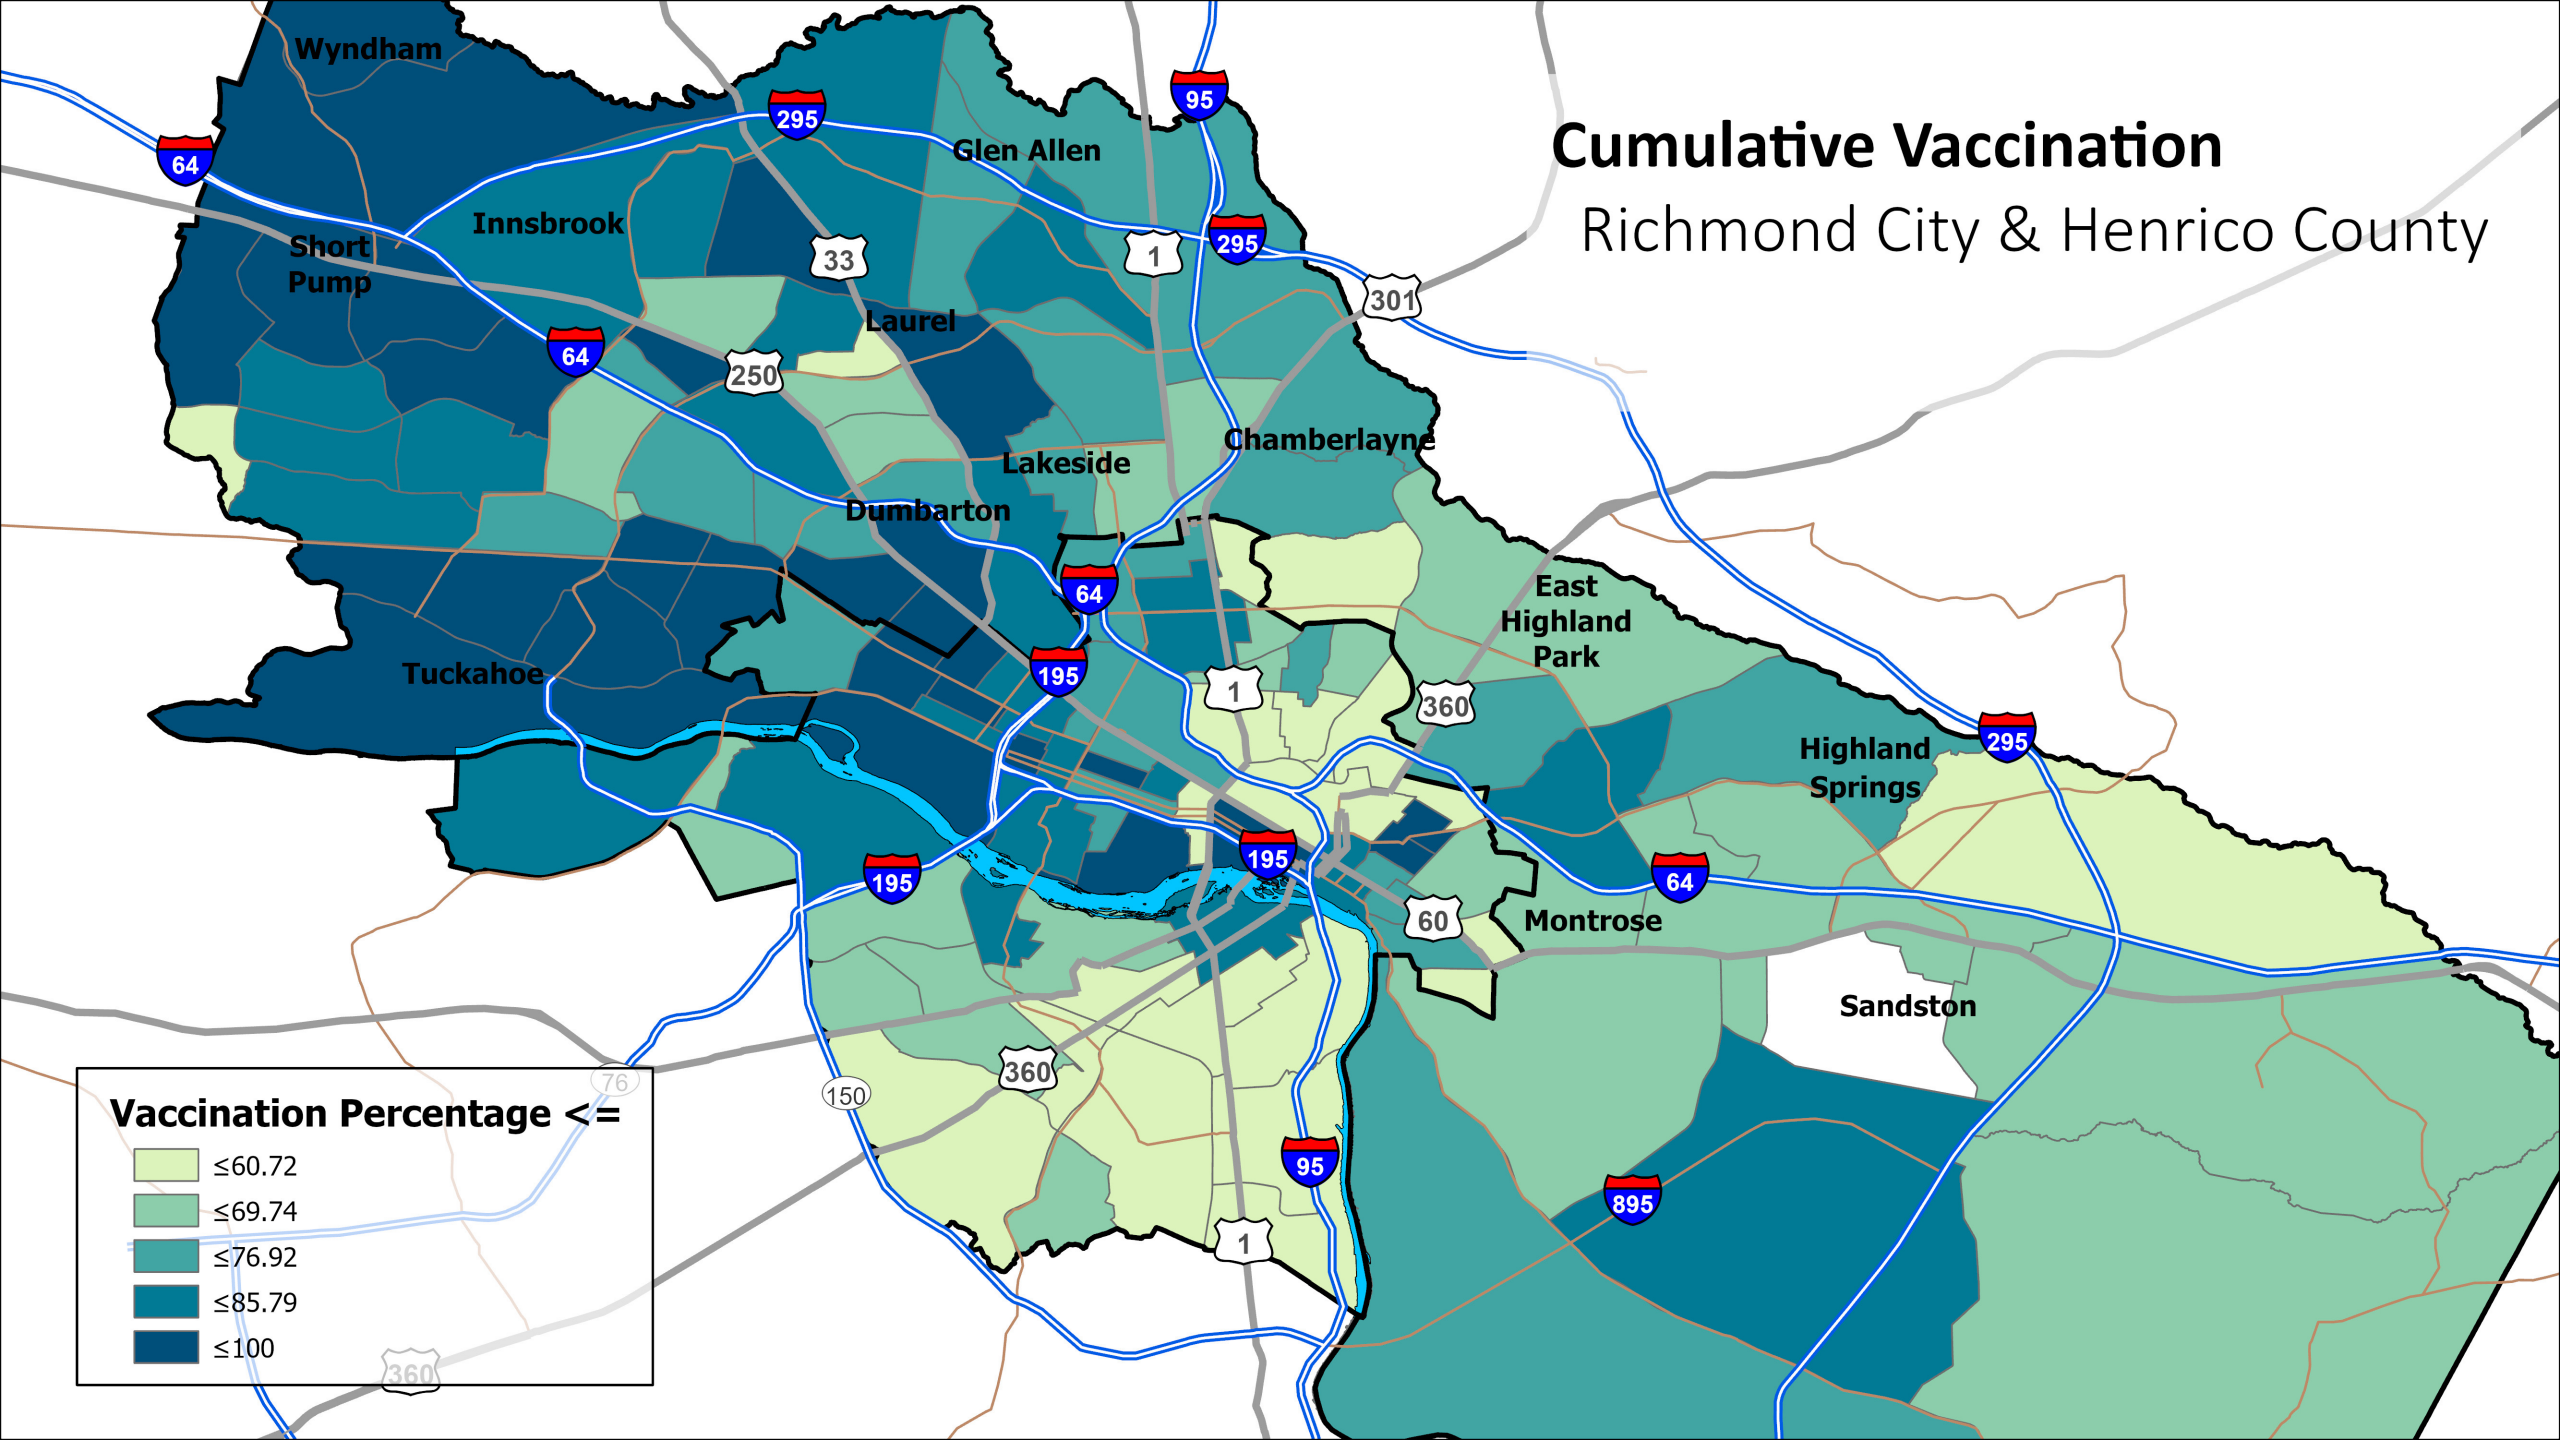 Cumulative Vaccination
Richmond City & Henrico County
Wyndham
95
295
64
Glen Allen
Innsbrook
Short
Pump
33
1
295
301
Laurel
64
250
Chamberlayne
Lakeside
Dumbarton
64
East
Highland
Park
Tuckahoe
195
1
360
295
Highland
Springs
195
195
64
60
Montrose
Sandston
360
76
150
95
895
1
360
Vaccination Percentage <=
≤60.72
≤69.74
≤76.92
≤85.79
≤100